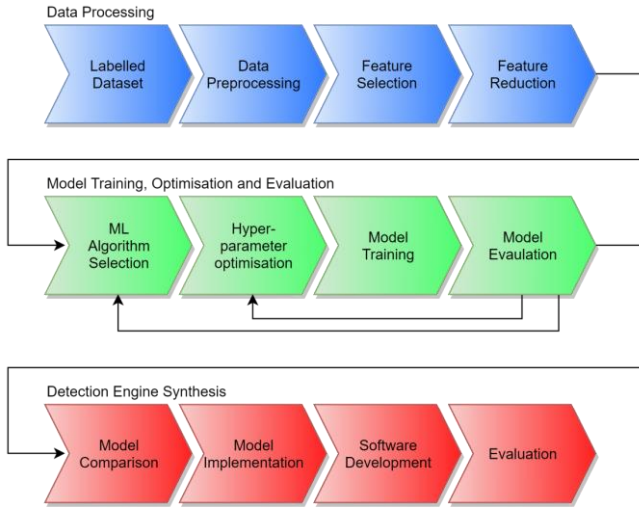 Data Processing
Labelled
Dataset
Data
Preprocessing
Feature
Selection
Feature
Reduction
Model Training, Optimisation and Evaluation
ML
Algorithm
Selection
Hyper-
parameter
optimisation
Model
Training
Model
Evaulation
Detection Engine Synthesis
Model
Comparison
Model
Implementation
Software
Development
Evaluation